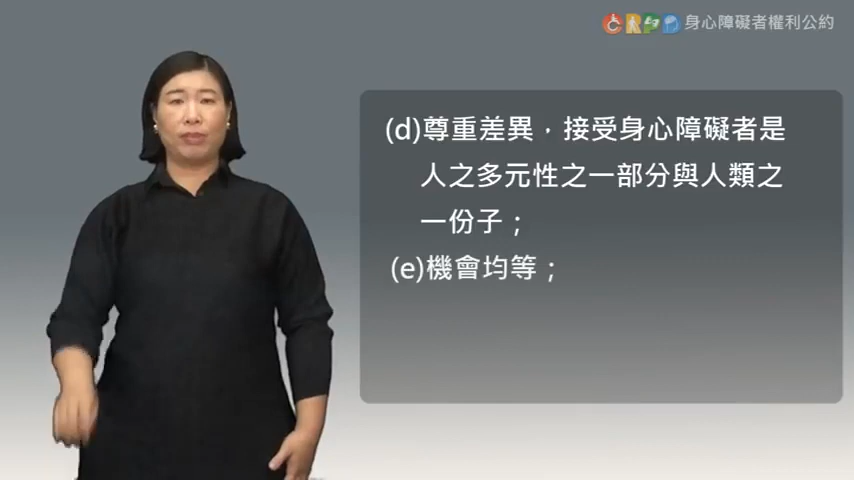 CRPD 身心障礙者權利公約
(d)尊重差異，接受身心障礙者是
人之多元性之一部分與人類之
一份子；
(e)機會均等；